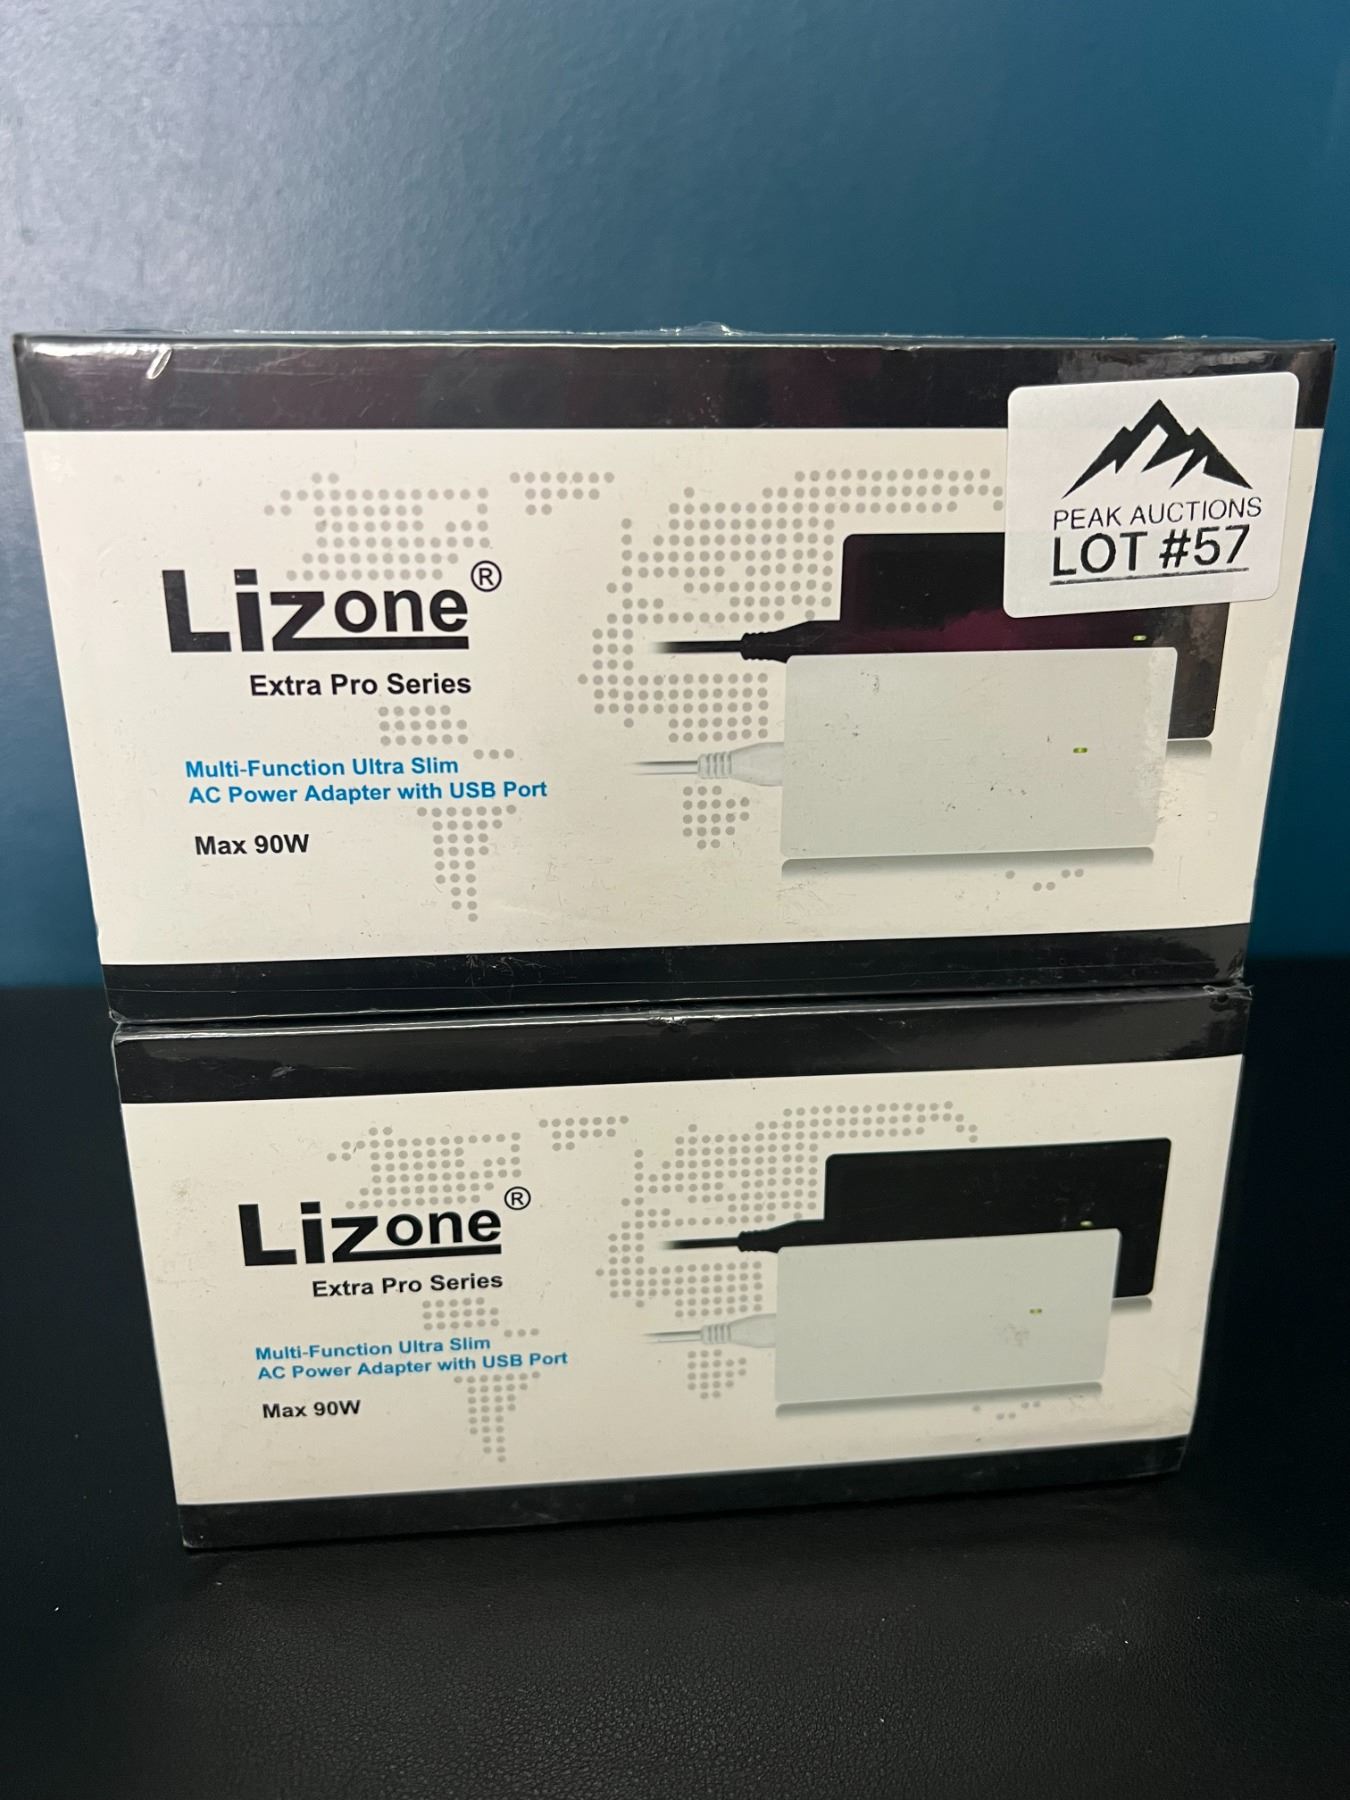 PEAK AUCTIONS
LOT #57
Lizone®
Extra Pro Series
Multi-Function Ultra Slim
AC Power Adapter with USB Port
Max 90W
Lizone®
Extra Pro Series
Multi-Function Ultra Slim
AC Power Adapter with USB Port
Max 90W